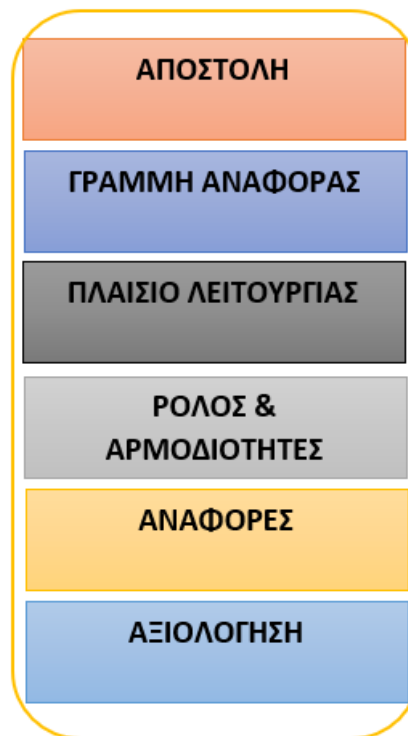 ΑΠΟΣΤΟΛΗ
ΓΡΑΜΜΗ ΑΝΑΦΟΡΑΣ
ΠΛΑΙΣΙΟ ΛΕΙΤΟΥΡΓΙΑΣ
ΡΟΛΟΣ &
ΑΡΜΟΔΙΟΤΗΤΕΣ
ΑΝΑΦΟΡΕΣ
ΑΞΙΟΛΟΓΗΣΗ